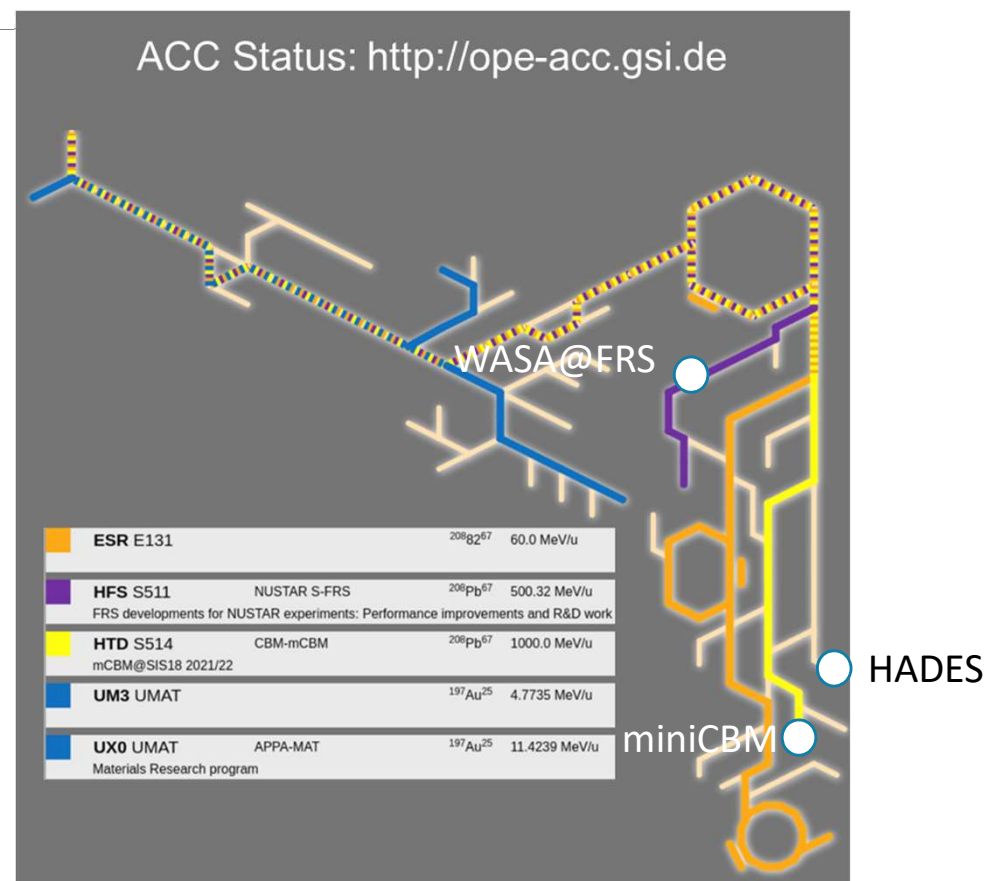 ACC Status: http://ope-acc.gsi.de
WASA@FRS
ESR E131 ²⁰⁸82⁶⁷ 60.0 MeV/u
HFS S511 NUSTAR S-FRS ²⁰⁸Pb⁶⁷ 500.32 MeV/u
FRS developments for NUSTAR experiments: Performance improvements and R&D work
HTD S514 CBM-mCBM ²⁰⁸Pb⁶⁷ 1000.0 MeV/u
mCBM@SIS18 2021/22
UM3 UMAT ¹⁹⁷Au²⁵ 4.7735 MeV/u
UX0 UMAT APPA-MAT ¹⁹⁷Au²⁵ 11.4239 MeV/u
Materials Research program
HADES
miniCBM